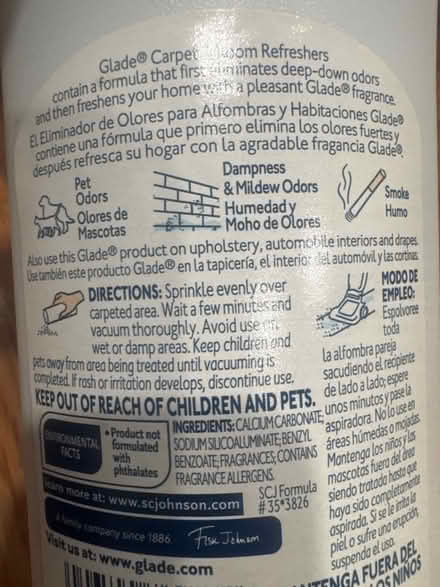 Glade® Carpet Room Refreshers
contain a formula that first eliminates deep-down odors
and then freshens your home with a pleasant Glade® fragrance.
El Eliminador de Olores para Alfombras y Habitaciones Glade®
contiene una fórmula que primero elimina los olores fuertes y
después refresca su hogar con la agradable fragancia Glade®.
Pet
Odors
Olores de
Mascotas
Dampness
& Mildew Odors
Humedad y
Moho de Olores
Smoke
Humo
Also use this Glade® product on upholstery, automobile interiors and drapes.
Use también este producto Glade® en la tapicería, el interior del automóvil y las cortinas.
DIRECTIONS: Sprinkle evenly over
carpeted area. Wait a few minutes and
vacuum thoroughly. Avoid use on
wet or damp areas. Keep children and
pets away from area being treated until vacuuming is
completed. If rash or irritation develops, discontinue use.
KEEP OUT OF REACH OF CHILDREN AND PETS.
MODO DE
EMPLEO:
Espolvoree
toda
la alfombra pareja
sacudiendo el recipiente
de lado a lado; espere
unos minutos y pase la
aspiradora. No la use en
áreas húmedas o mojadas.
Mantenga los niños y las
mascotas fuera del área
siendo tratada hasta que
haya sido completamente
aspirada. Si se le irrita la
piel o sufre una erupción,
suspenda el uso.
ENVIRONMENTAL
FACTS
• Product not
formulated
with
phthalates
INGREDIENTS: CALCIUM CARBONATE;
SODIUM SILICOALUMINATE; BENZYL
BENZOATE; FRAGRANCES; CONTAINS
FRAGRANCE ALLERGENS.
SCJ Formula
#35*3826
Learn more at: www.scjohnson.com
A family company since 1886
Fisk Johnson
Visit us at: www.glade.com
MANTENGA FUERA DEL
LOS NIÑOS